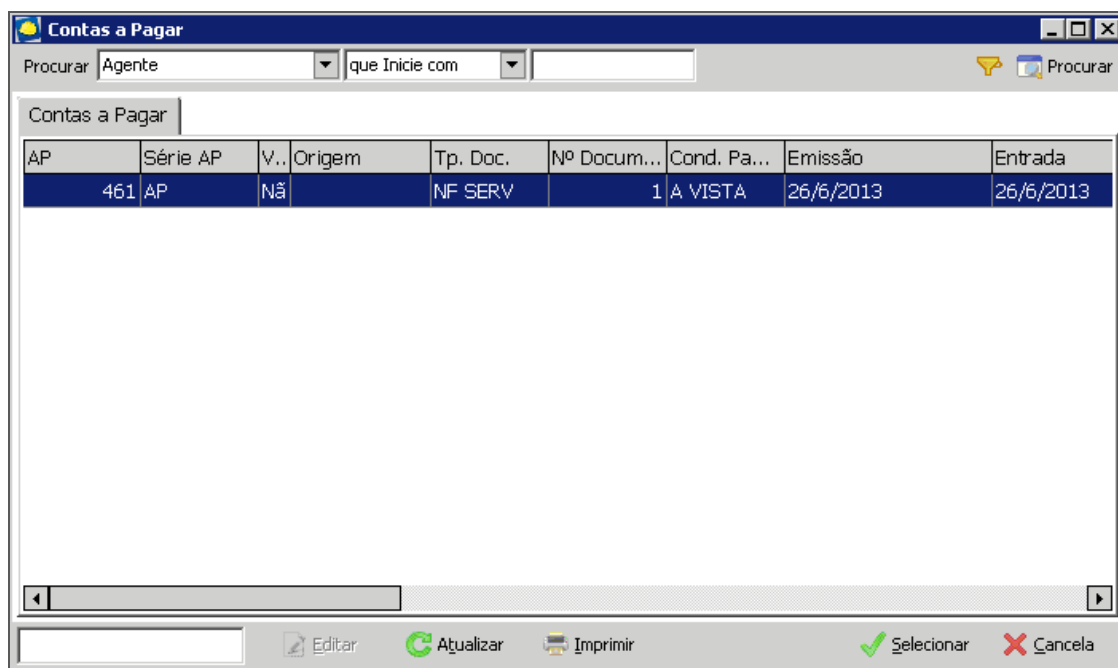 Contas a Pagar
Procurar Agente que Inicie com Procurar
Contas a Pagar
AP Série AP V.. Origem Tp. Doc. Nº Docum... Cond. Pa... Emissão Entrada
461 AP Nã NF SERV 1 A VISTA 26/6/2013 26/6/2013
Editar Atualizar Imprimir Selecionar Cancela